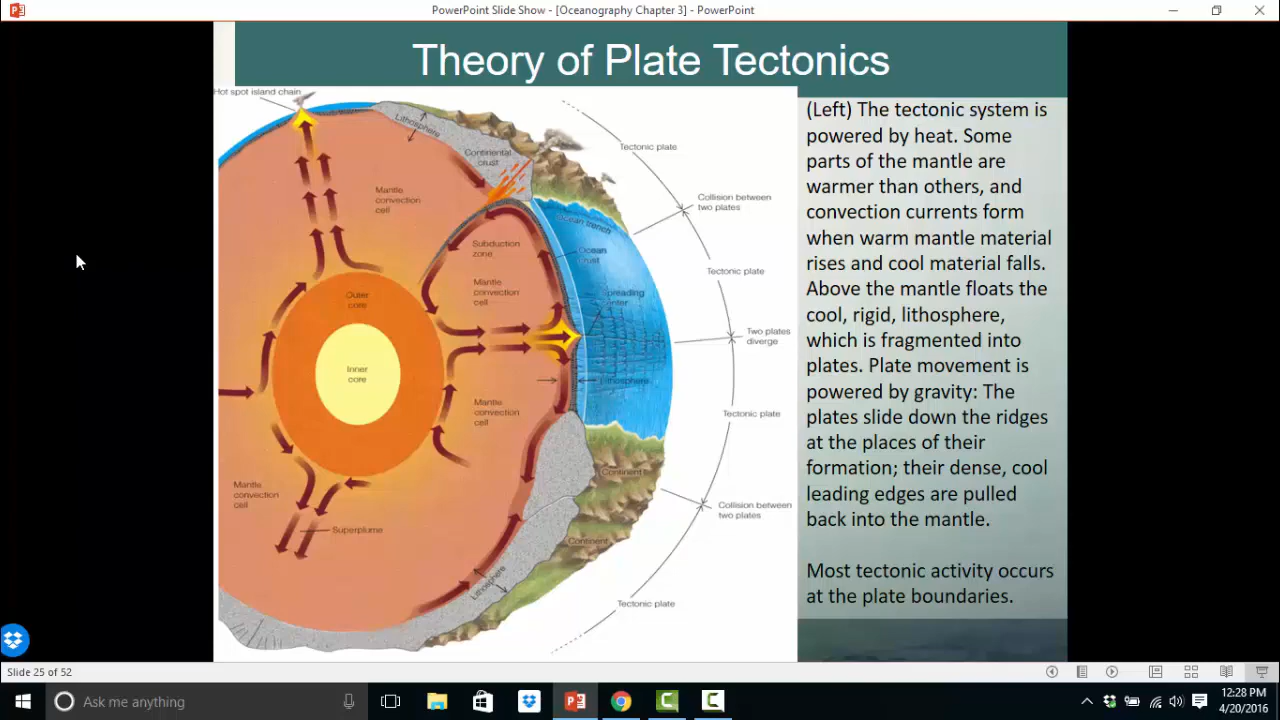 PowerPoint Slide Show - [Oceanography Chapter 3] - PowerPoint
Theory of Plate Tectonics
Hot spot island chain
Lithosphere
Continental
crust
Tectonic plate
Mantle
convection
cell
Collision between
two plates
Ocean trench
Subduction
zone
Ocean
crust
Tectonic plate
Mantle
convection
cell
Spreading
center
Outer
core
Two plates
diverge
Inner
core
Lithosphere
Mantle
convection
cell
Tectonic plate
Continent
Mantle
convection
cell
Collision between
two plates
Superplume
Continent
Lithosphere
Tectonic plate
(Left) The tectonic system is
powered by heat. Some
parts of the mantle are
warmer than others, and
convection currents form
when warm mantle material
rises and cool material falls.
Above the mantle floats the
cool, rigid, lithosphere,
which is fragmented into
plates. Plate movement is
powered by gravity: The
plates slide down the ridges
at the places of their
formation; their dense, cool
leading edges are pulled
back into the mantle.
Most tectonic activity occurs
at the plate boundaries.
Slide 25 of 52
Ask me anything
12:28 PM
4/20/2016